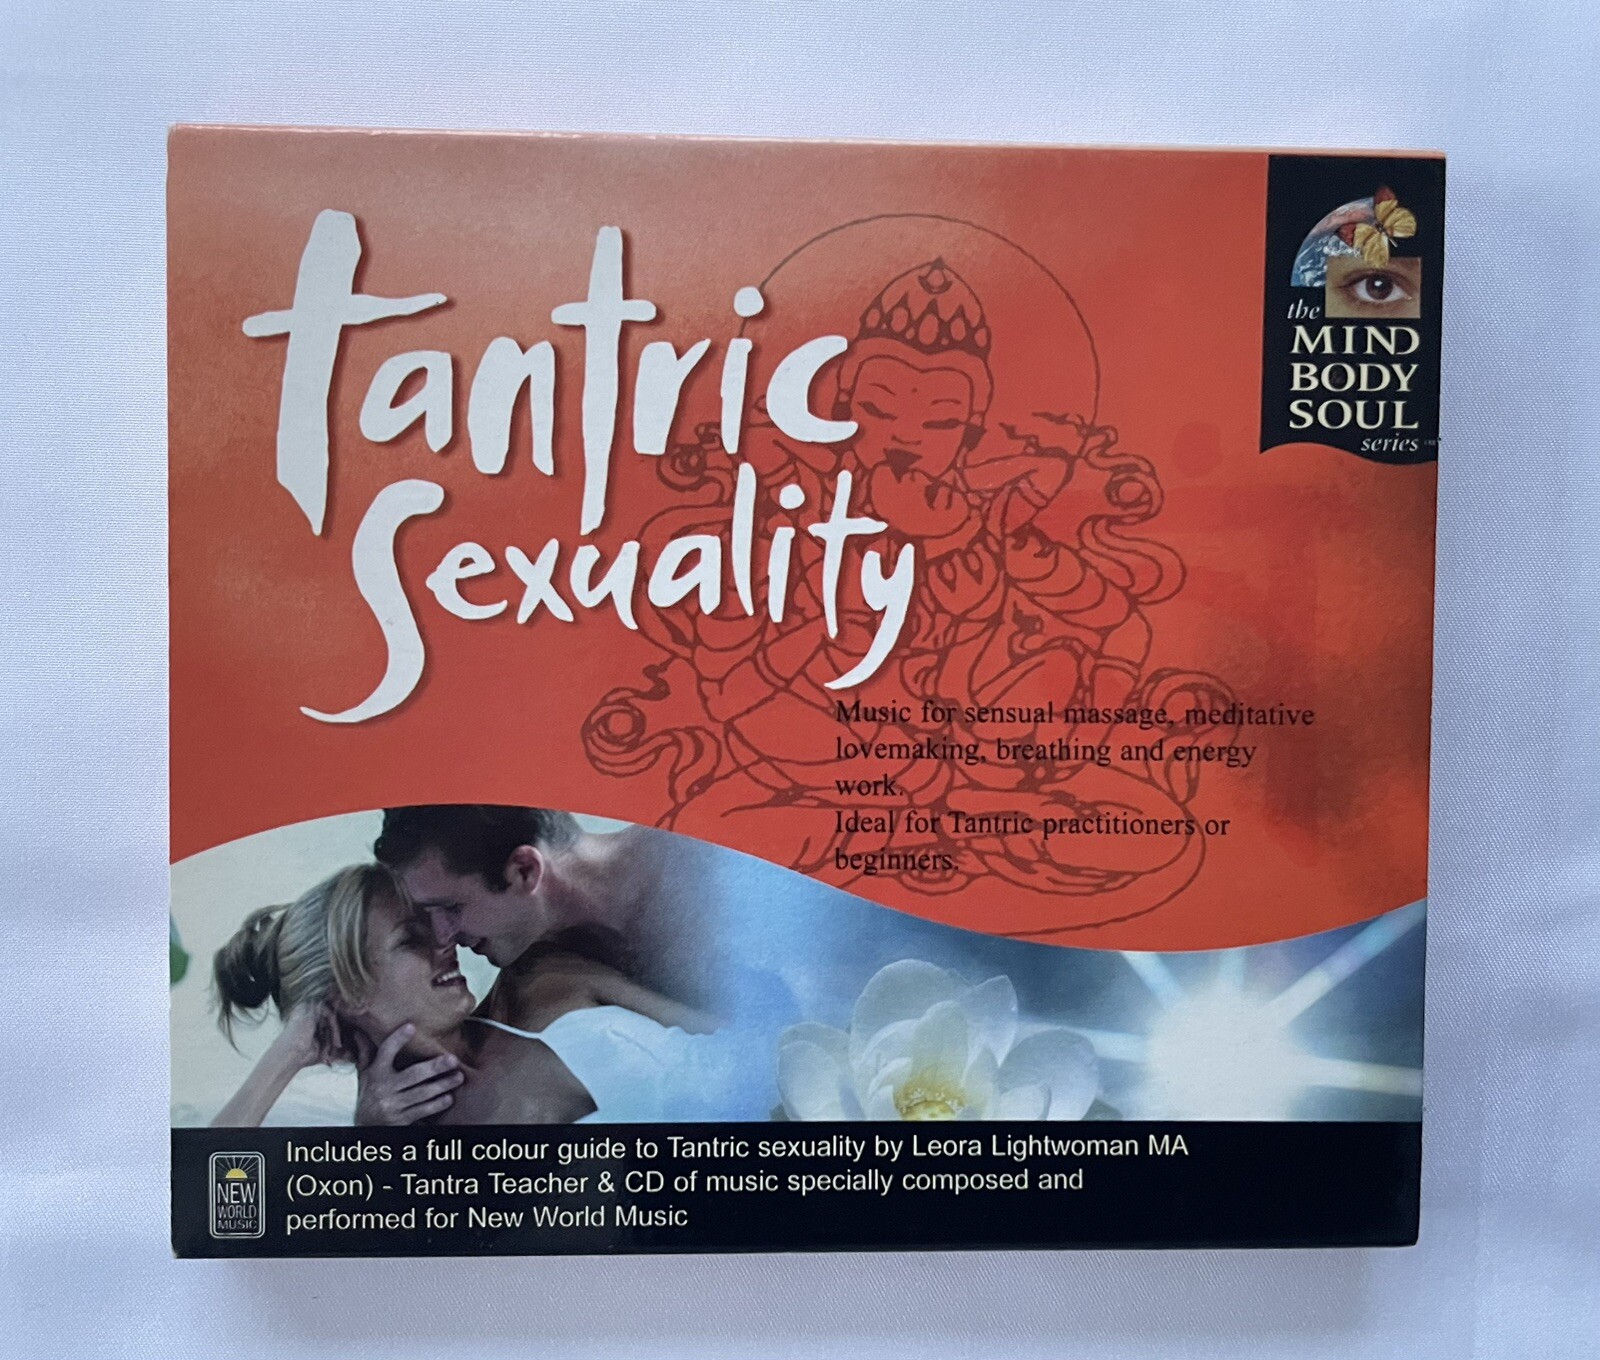 tantric
sexuality
the
MIND
BODY
SOUL
series
Music for sensual massage, meditative
lovemaking, breathing and energy
work.
Ideal for Tantric practitioners or
beginners.
Includes a full colour guide to Tantric sexuality by Leora Lightwoman MA
(Oxon) - Tantra Teacher & CD of music specially composed and
performed for New World Music
NEW
WORLD
MUSIC